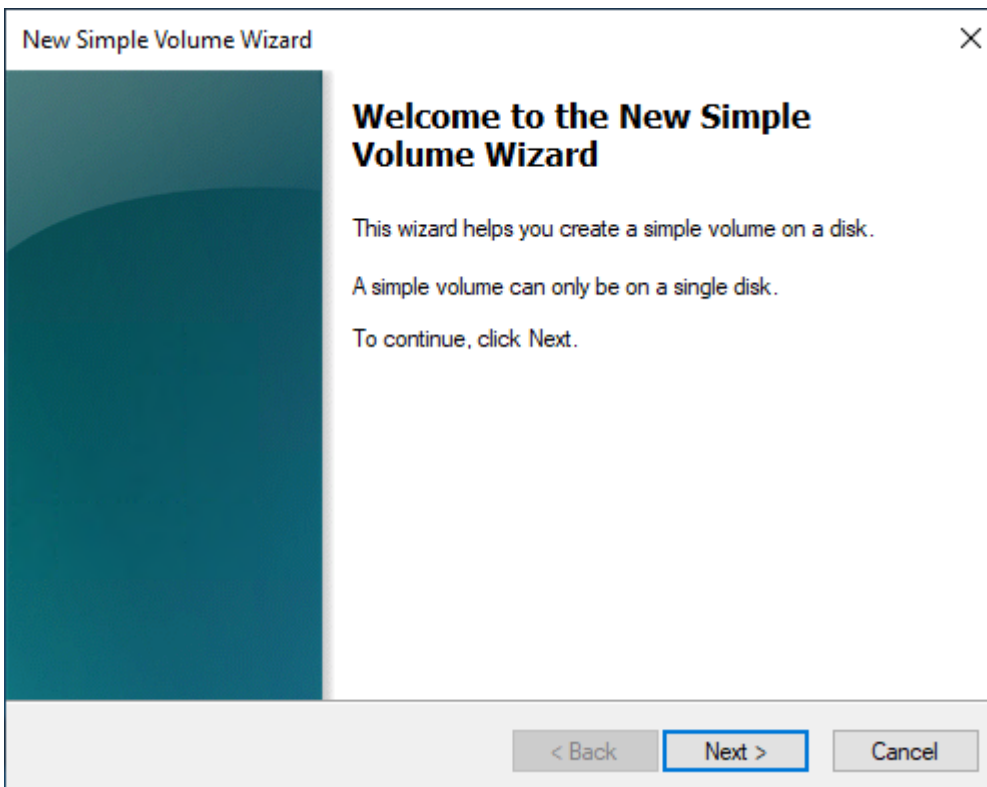 New Simple Volume Wizard
Welcome to the New Simple
Volume Wizard
This wizard helps you create a simple volume on a disk.
A simple volume can only be on a single disk.
To continue, click Next.
< Back
Next >
Cancel